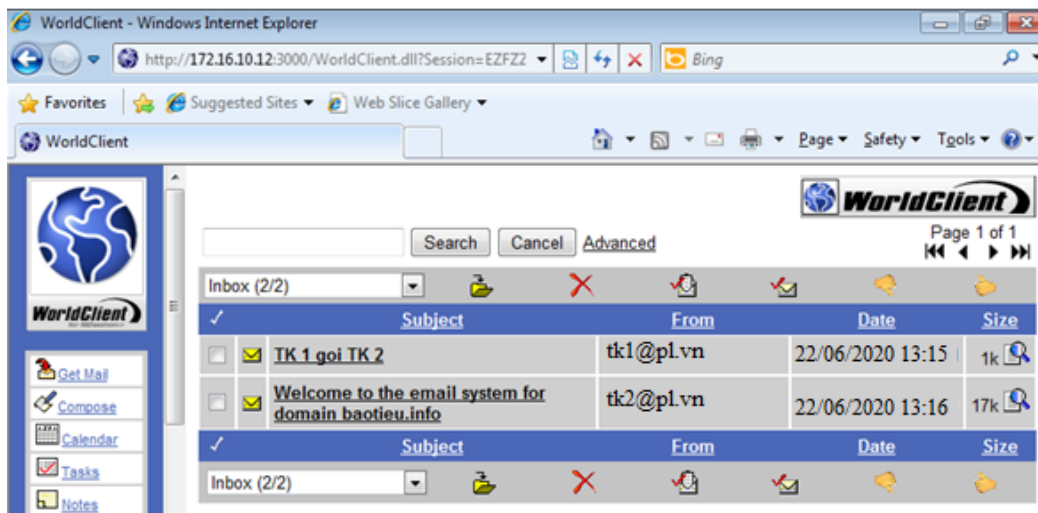 WorldClient - Windows Internet Explorer
http://172.16.10.12:3000/WorldClient.dll?Session=EZFZ2
Bing
Favorites Suggested Sites Web Slice Gallery
WorldClient
Page Safety Tools
WorldClient
Search Cancel Advanced
Page 1 of 1
Inbox (2/2)
WorldClient
Subject From Date Size
TK 1 goi TK 2 tk1@pl.vn 22/06/2020 13:15 1k
Welcome to the email system for
domain baotieu.info tk2@pl.vn 22/06/2020 13:16 17k
Subject From Date Size
Inbox (2/2)
Get Mail
Compose
Calendar
Tasks
Notes